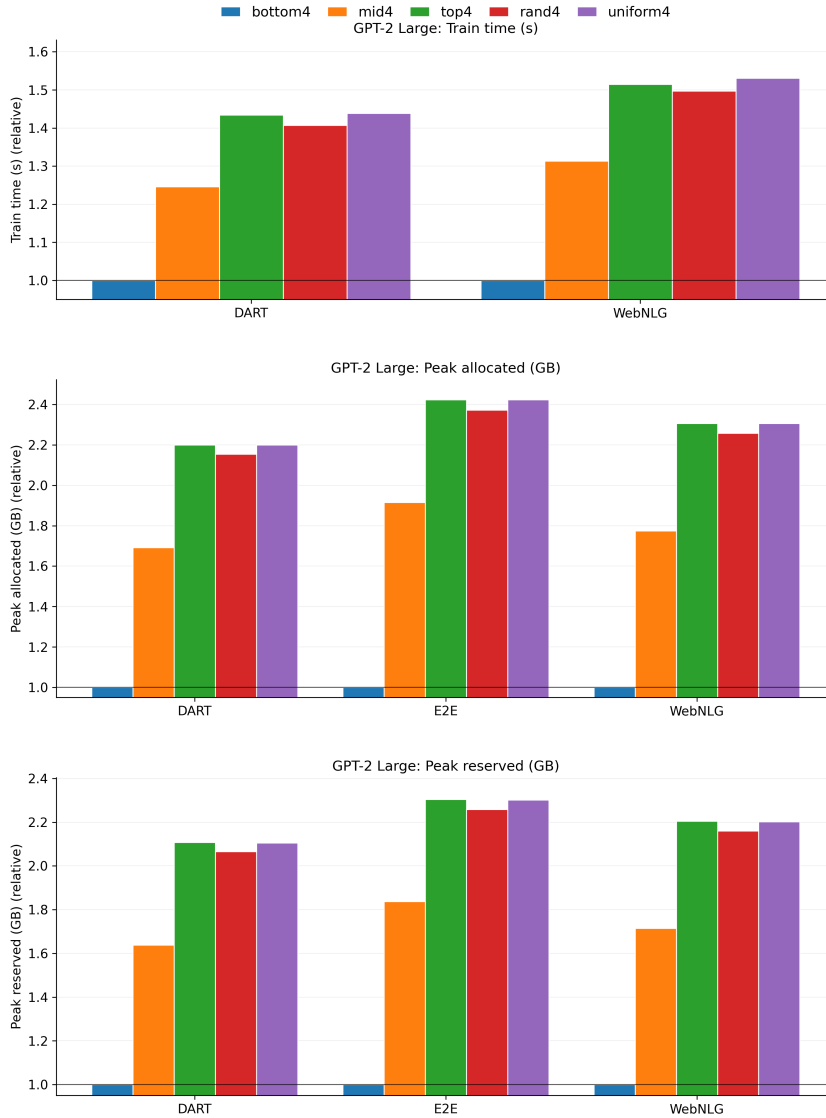 bottom4 mid4 top4 rand4 uniform4
GPT-2 Large: Train time (s)
Train time (s) (relative)
1.6
1.5
1.4
1.3
1.2
1.1
1.0
DART WebNLG
GPT-2 Large: Peak allocated (GB)
Peak allocated (GB) (relative)
2.4
2.2
2.0
1.8
1.6
1.4
1.2
1.0
DART E2E WebNLG
GPT-2 Large: Peak reserved (GB)
Peak reserved (GB) (relative)
2.4
2.2
2.0
1.8
1.6
1.4
1.2
1.0
DART E2E WebNLG